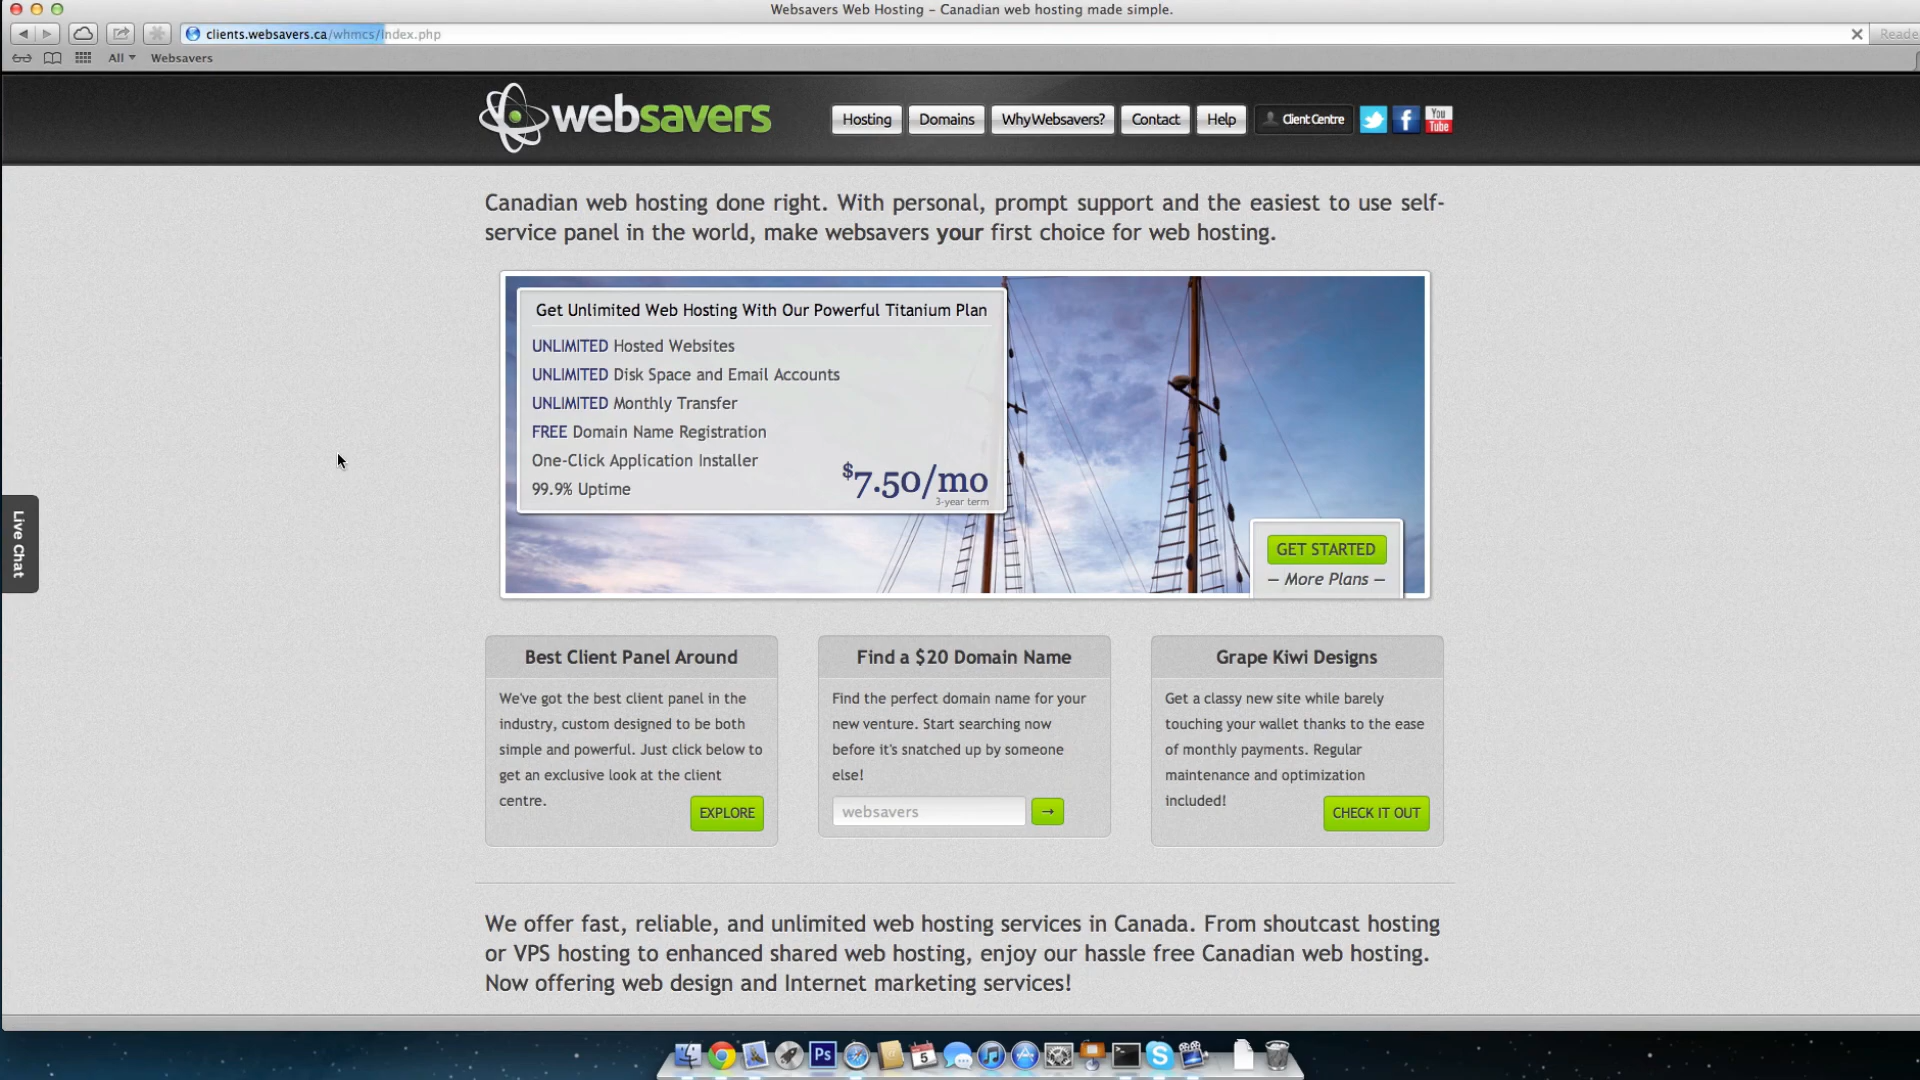 Websavers Web Hosting – Canadian web hosting made simple.
clients.websavers.ca/whmcs/index.php
Reade
All
Websavers
websavers
Hosting
Domains
Why Websavers?
Contact
Help
Client Centre
You Tube
Canadian web hosting done right. With personal, prompt support and the easiest to use self-
service panel in the world, make websavers your first choice for web hosting.
Get Unlimited Web Hosting With Our Powerful Titanium Plan
UNLIMITED Hosted Websites
UNLIMITED Disk Space and Email Accounts
UNLIMITED Monthly Transfer
FREE Domain Name Registration
One-Click Application Installer
99.9% Uptime
$7.50/mo
3-year term
GET STARTED
— More Plans —
Live Chat
Best Client Panel Around
We've got the best client panel in the
industry, custom designed to be both
simple and powerful. Just click below to
get an exclusive look at the client
centre.
EXPLORE
Find a $20 Domain Name
Find the perfect domain name for your
new venture. Start searching now
before it's snatched up by someone
else!
websavers
→
Grape Kiwi Designs
Get a classy new site while barely
touching your wallet thanks to the ease
of monthly payments. Regular
maintenance and optimization
included!
CHECK IT OUT
We offer fast, reliable, and unlimited web hosting services in Canada. From shoutcast hosting
or VPS hosting to enhanced shared web hosting, enjoy our hassle free Canadian web hosting.
Now offering web design and Internet marketing services!
Ps
5